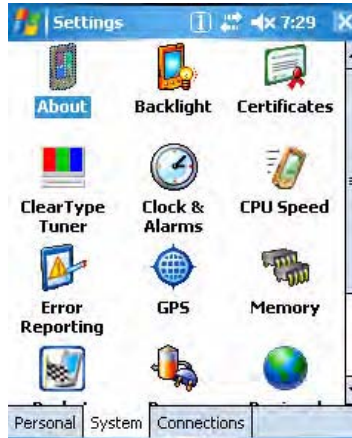 Settings 7:29
About Backlight Certificates
ClearType Tuner Clock & Alarms CPU Speed
Error Reporting GPS Memory
Personal System Connections